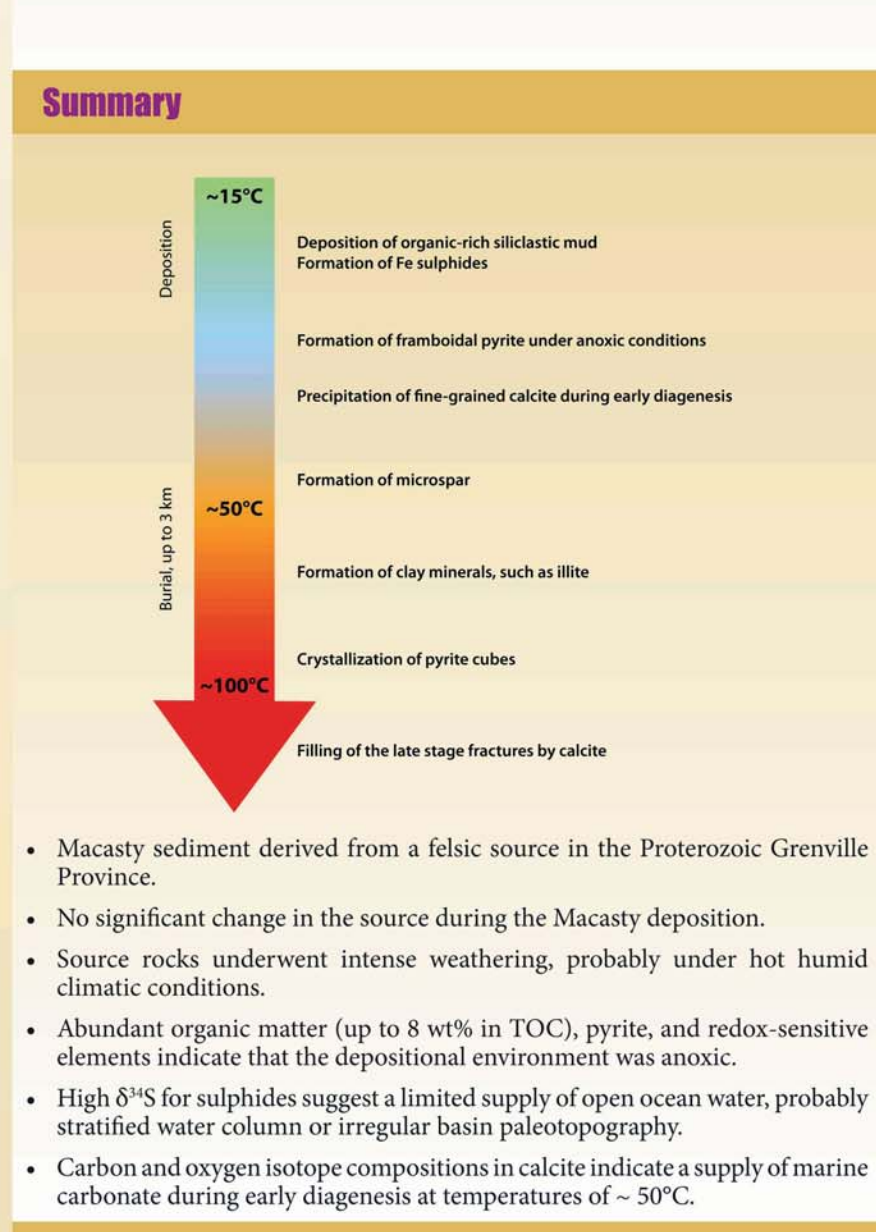 Summary
~15°C
Deposition
Deposition of organic-rich siliclastic mud
Formation of Fe sulphides
Formation of framboidal pyrite under anoxic conditions
Precipitation of fine-grained calcite during early diagenesis
Formation of microspar
~50°C
Burial, up to 3 km
Formation of clay minerals, such as illite
Crystallization of pyrite cubes
~100°C
Filling of the late stage fractures by calcite
• Macasty sediment derived from a felsic source in the Proterozoic Grenville
Province.
• No significant change in the source during the Macasty deposition.
• Source rocks underwent intense weathering, probably under hot humid
climatic conditions.
• Abundant organic matter (up to 8 wt% in TOC), pyrite, and redox-sensitive
elements indicate that the depositional environment was anoxic.
• High δ³⁴S for sulphides suggest a limited supply of open ocean water, probably
stratified water column or irregular basin paleotopography.
• Carbon and oxygen isotope compositions in calcite indicate a supply of marine
carbonate during early diagenesis at temperatures of ~ 50°C.